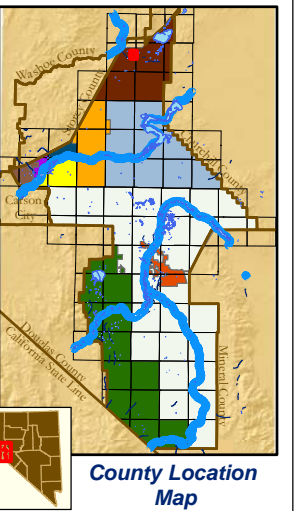 Washoe County
Storey County
Churchill County
Carson
City
Douglas County
California State Line
Mineral County
County Location
Map